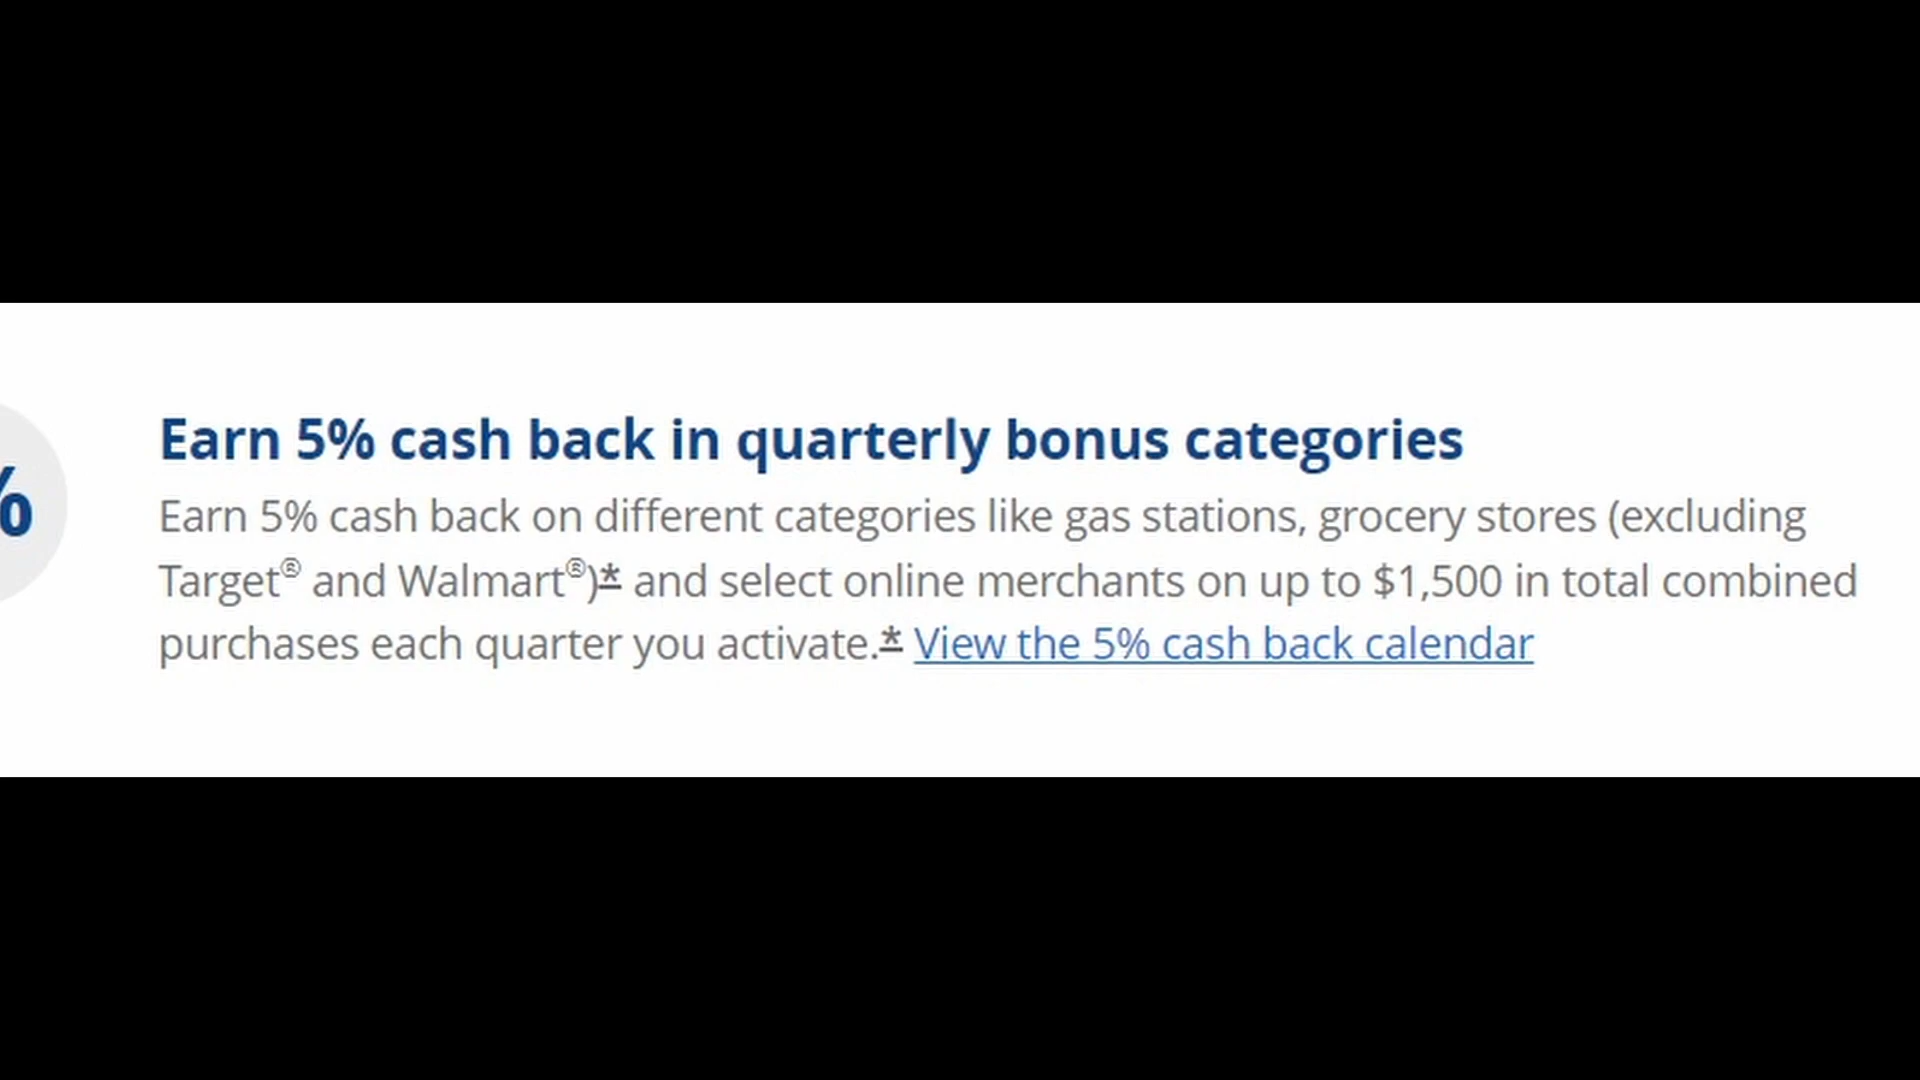 %
Earn 5% cash back in quarterly bonus categories
Earn 5% cash back on different categories like gas stations, grocery stores (excluding
Target® and Walmart®)* and select online merchants on up to $1,500 in total combined
purchases each quarter you activate.* View the 5% cash back calendar